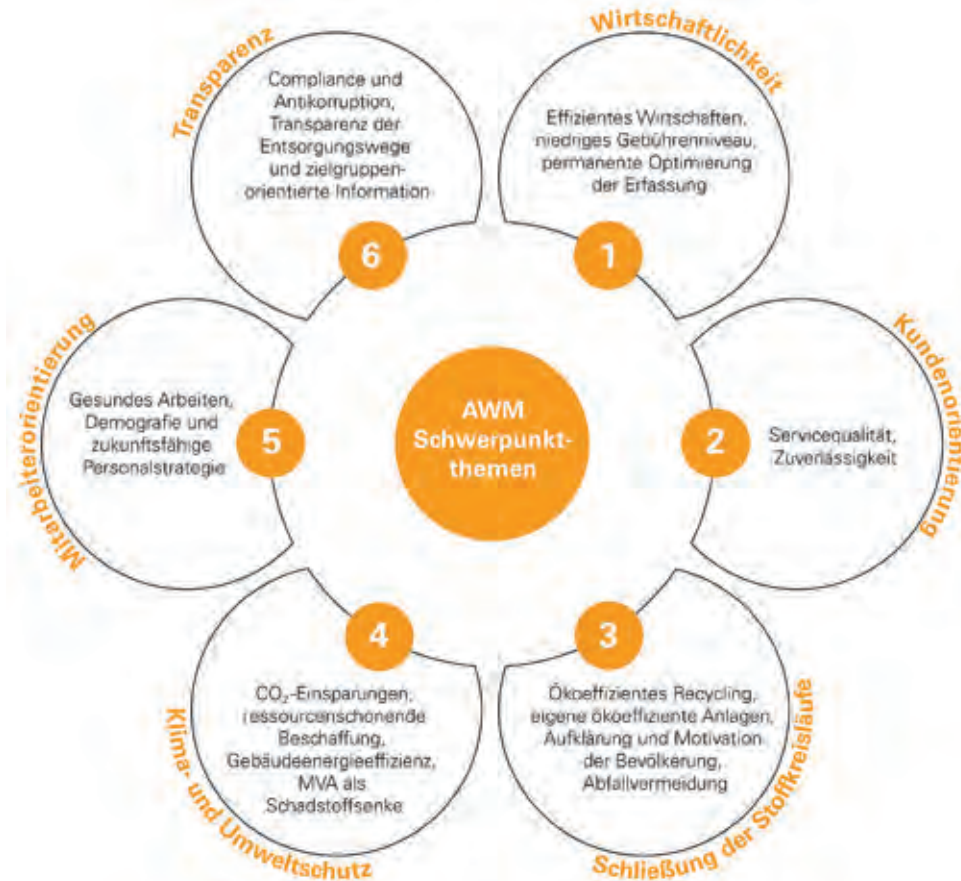 AWM
Schwerpunkt-
themen
Wirtschaftlichkeit
Effizientes Wirtschaften,
niedriges Gebührenniveau,
permanente Optimierung
der Erfassung
1
Kundenorientierung
2
Servicequalität,
Zuverlässigkeit
3
Ökoeffizientes Recycling,
eigene ökoeffiziente Anlagen,
Aufklärung und Motivation
der Bevölkerung,
Abfallvermeidung
Schließung der Stoffkreisläufe
4
CO₂-Einsparungen,
ressourcenschonende
Beschaffung,
Gebäudeenergieeffizienz,
MVA als
Schadstoffsenke
Klima- und Umweltschutz
Mitarbeiterorientierung
5
Gesundes Arbeiten,
Demografie und
zukunftsfähige
Personalstrategie
Transparenz
Compliance und
Antikorruption,
Transparenz der
Entsorgungswege
und zielgruppen-
orientierte Information
6